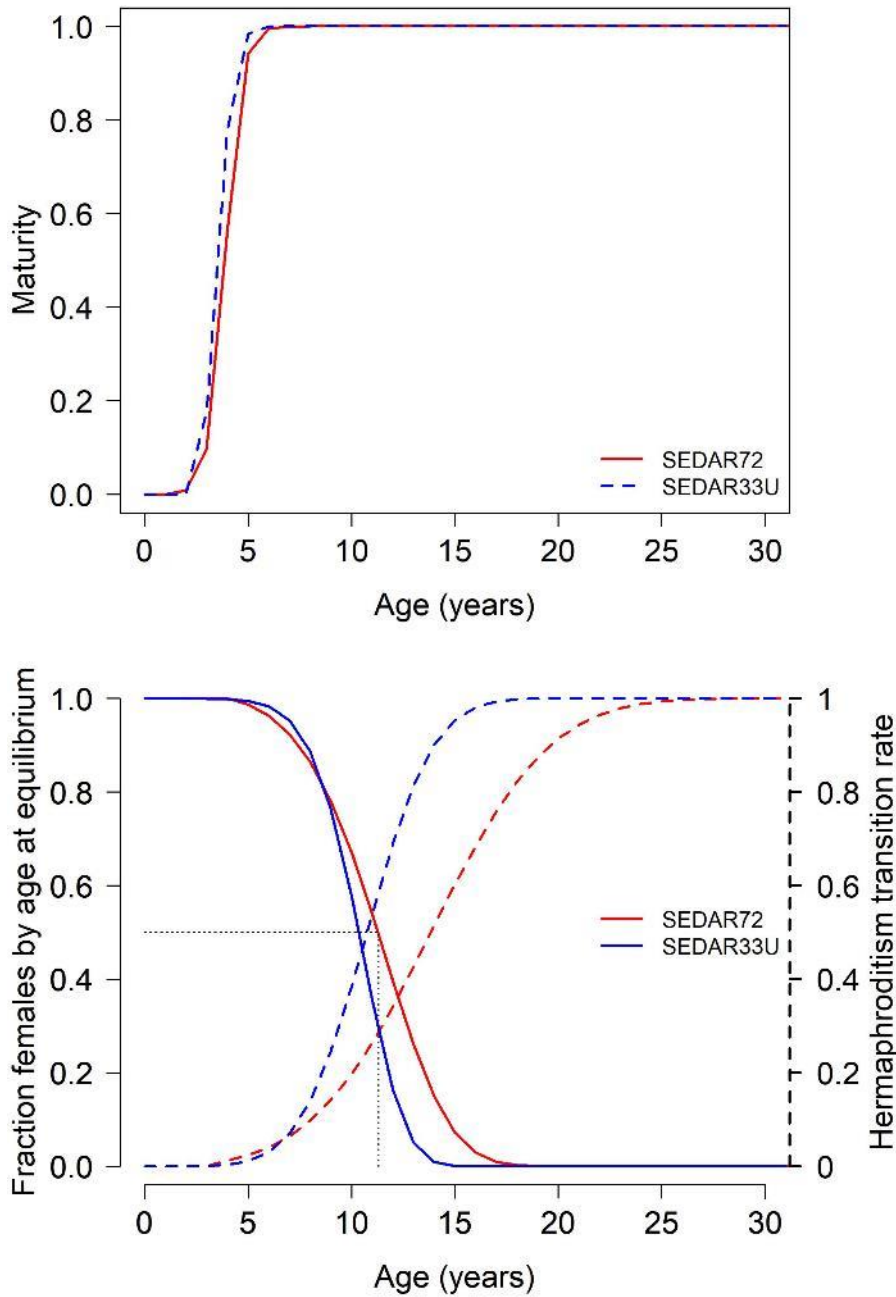 1.0
0.8
0.6
0.4
0.2
0.0
Maturity
SEDAR72
SEDAR33U
0 5 10 15 20 25 30
Age (years)
1.0
0.8
0.6
0.4
0.2
0.0
Fraction females by age at equilibrium
SEDAR72
SEDAR33U
1
0.8
0.6
0.4
0.2
0
Hermaphroditism transition rate
0 5 10 15 20 25 30
Age (years)